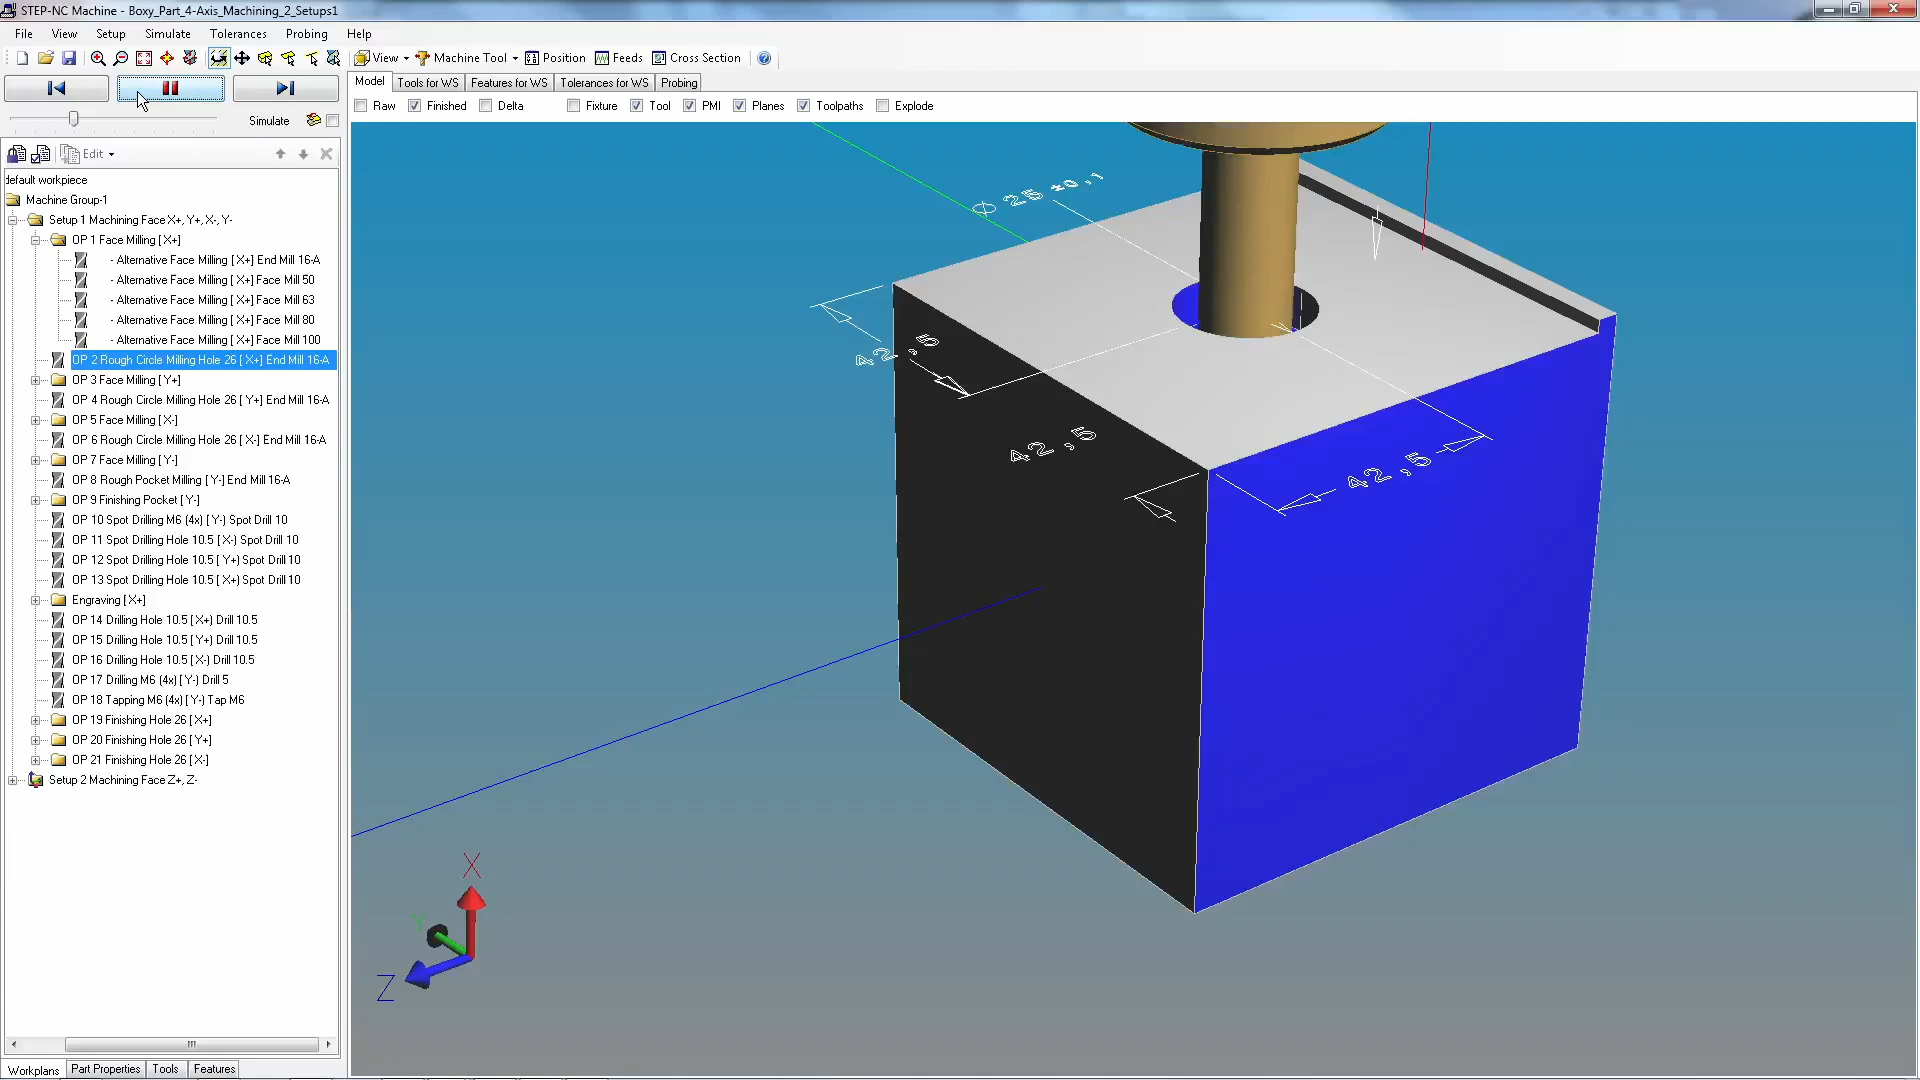 STEP-NC Machine - Boxy_Part_4-Axis_Machining_2_Setups1
File View Setup Simulate Tolerances Probing Help
View Machine Tool Position Feeds Cross Section
Model Tools for WS Features for WS Tolerances for WS Probing
Raw Finished Delta Fixture Tool PMI Planes Toolpaths Explode
Simulate
Edit
default workpiece
Machine Group-1
Setup 1 Machining Face X+, Y+, X-, Y-
OP 1 Face Milling [X+]
- Alternative Face Milling [ X+] End Mill 16-A
- Alternative Face Milling [ X+] Face Mill 50
- Alternative Face Milling [ X+] Face Mill 63
- Alternative Face Milling [ X+] Face Mill 80
- Alternative Face Milling [ X+] Face Mill 100
OP 2 Rough Circle Milling Hole 26 [ X+] End Mill 16-A
OP 3 Face Milling [ Y+]
OP 4 Rough Circle Milling Hole 26 [ Y+] End Mill 16-A
OP 5 Face Milling [ X-]
OP 6 Rough Circle Milling Hole 26 [ X-] End Mill 16-A
OP 7 Face Milling [ Y-]
OP 8 Rough Pocket Milling [ Y-] End Mill 16-A
OP 9 Finishing Pocket [ Y-]
OP 10 Spot Drilling M6 (4x) [ Y-) Spot Drill 10
OP 11 Spot Drilling Hole 10.5 [ X-) Spot Drill 10
OP 12 Spot Drilling Hole 10.5 [ Y+) Spot Drill 10
OP 13 Spot Drilling Hole 10.5 [ X+) Spot Drill 10
Engraving [ X+]
OP 14 Drilling Hole 10.5 [ X+) Drill 10.5
OP 15 Drilling Hole 10.5 [ Y+) Drill 10.5
OP 16 Drilling Hole 10.5 [ X-) Drill 10.5
OP 17 Drilling M6 (4x) [ Y-) Drill 5
OP 18 Tapping M6 (4x) [ Y-) Tap M6
OP 19 Finishing Hole 26 [ X+]
OP 20 Finishing Hole 26 [ Y+]
OP 21 Finishing Hole 26 [ X-]
Setup 2 Machining Face Z+, Z-
Workplans Part Properties Tools Features
∅ 25 ±0,1
42,5
42,5
42,5
X
Y
Z